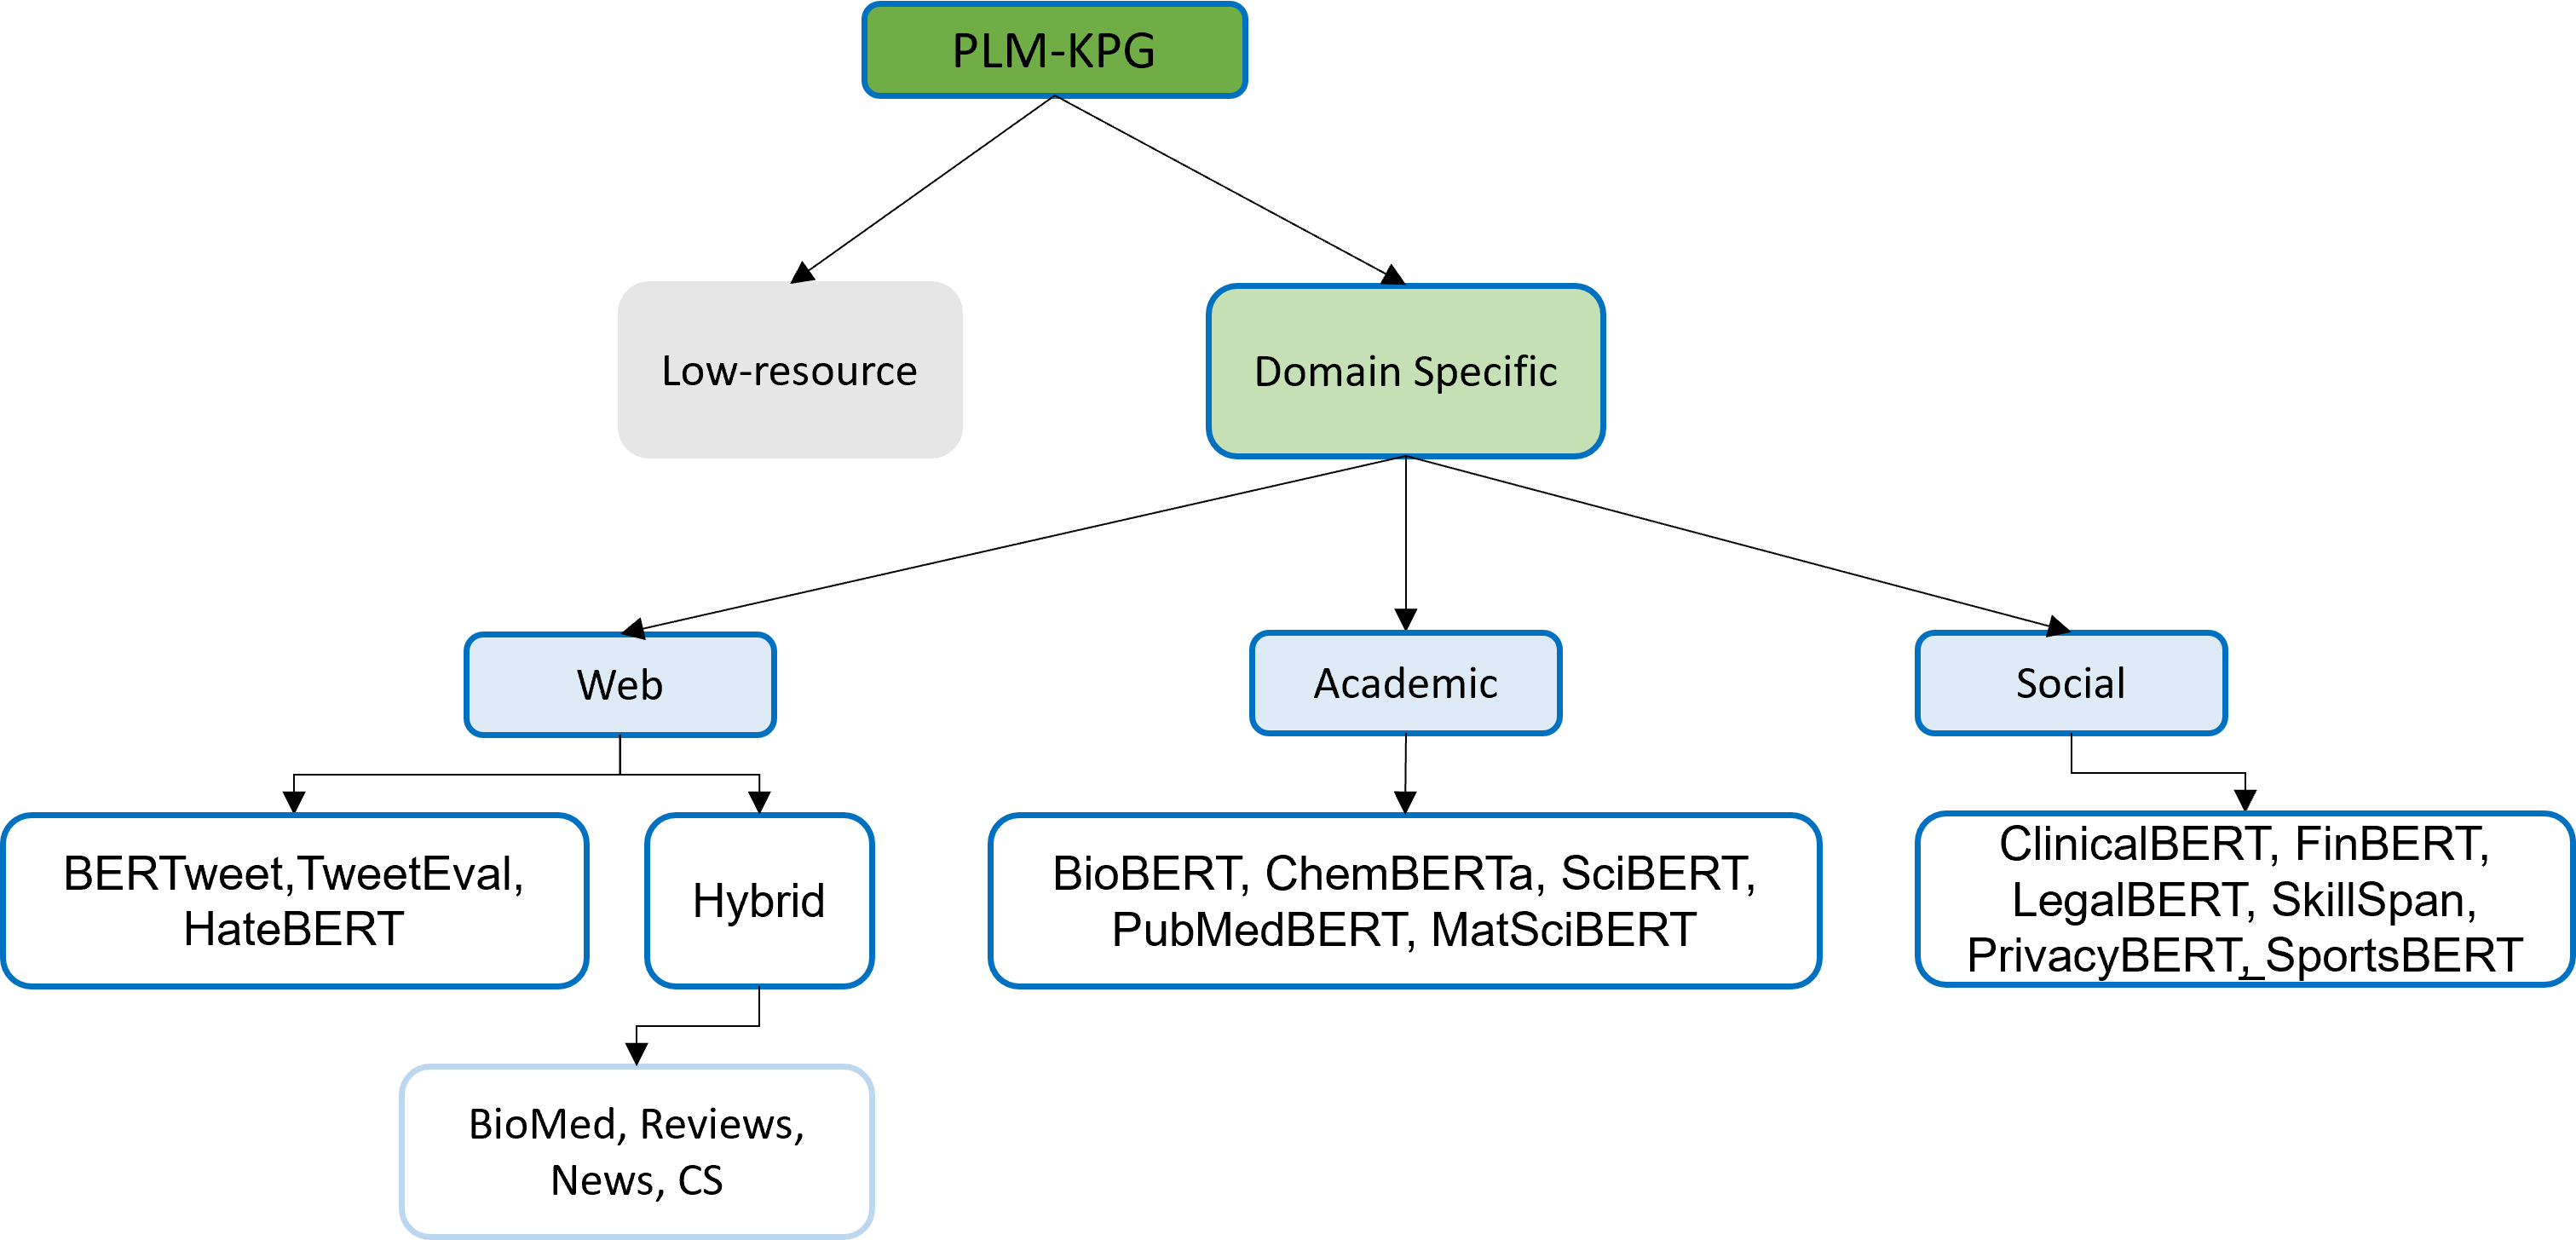 PLM-KPG
Low-resource
Domain Specific
Web
Academic
Social
BERTweet,TweetEval,
HateBERT
Hybrid
BioBERT, ChemBERTa, SciBERT,
PubMedBERT, MatSciBERT
ClinicalBERT, FinBERT,
LegalBERT, SkillSpan,
PrivacyBERT, SportsBERT
BioMed, Reviews,
News, CS